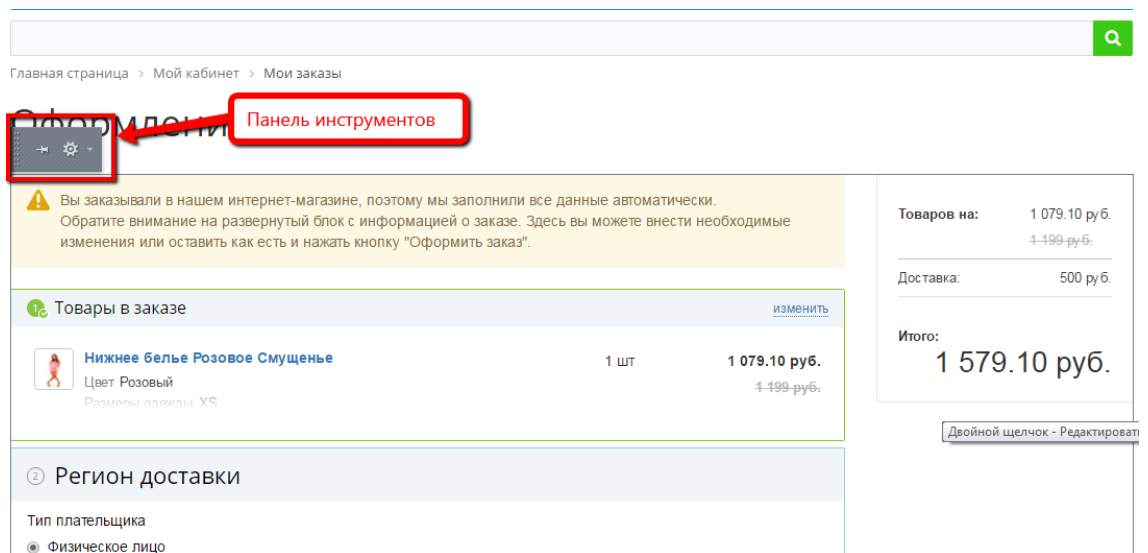 Главная страница > Мой кабинет > Мои заказы
Оформлени
Панель инструментов
Вы заказывали в нашем интернет-магазине, поэтому мы заполнили все данные автоматически.
Обратите внимание на развернутый блок с информацией о заказе. Здесь вы можете внести необходимые
изменения или оставить как есть и нажать кнопку "Оформить заказ".
Товаров на: 1 079.10 руб.
1 199 руб.
Доставка: 500 руб.
Итого:
1 579.10 руб.
1 Товары в заказе изменить
Нижнее белье Розовое Смущенье 1 шт 1 079.10 руб.
Цвет Розовый 1 199 руб.
Размеры одежды XS
Двойной щелчок - Редактировать
2 Регион доставки
Тип плательщика
Физическое лицо